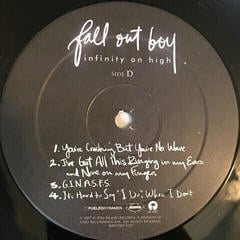 fall out boy
infinity on high
SIDE D
1. You're Crashing, But You're No Wave
2. I've Got All This Ringing in my Ears
and None on my Fingers
3. G.I.N.A.S.F.S.
4. It's Hard to Say "I Do," When I Don't
FUELEDBYRAMEN
ISLAND